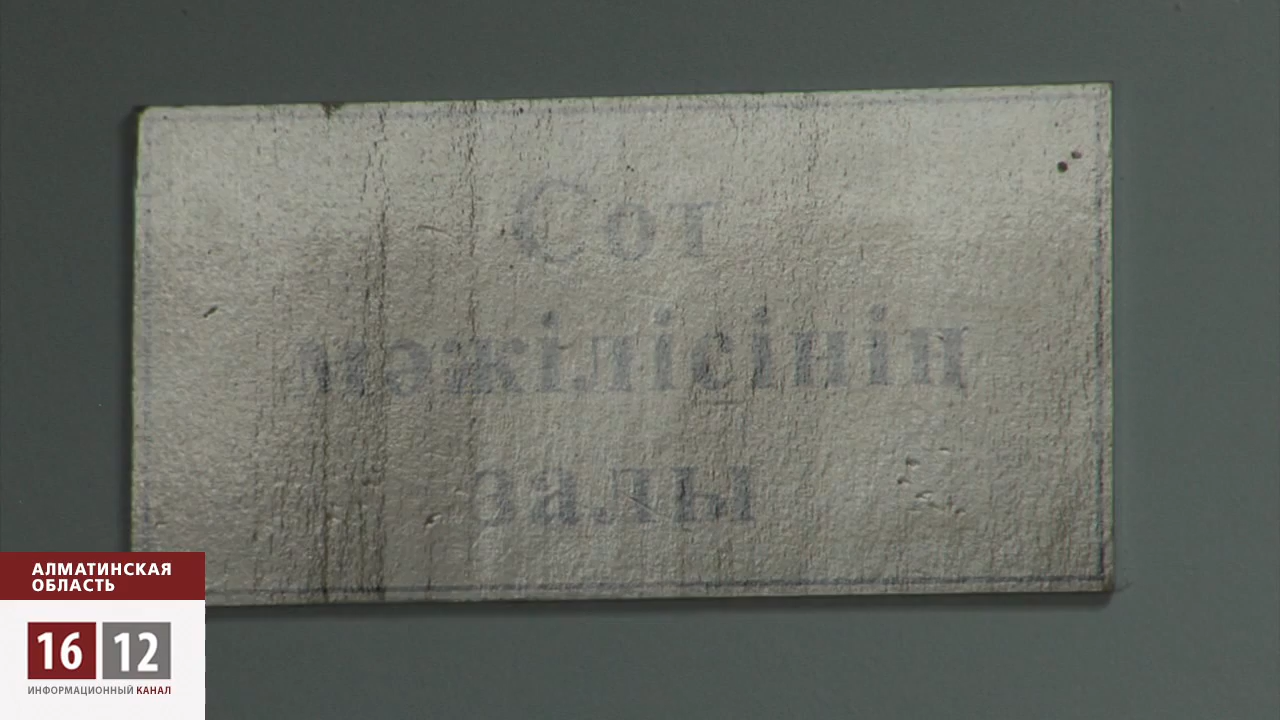 Сот
мәжілісінің
залы
АЛМАТИНСКАЯ
ОБЛАСТЬ
16 12
ИНФОРМАЦИОННЫЙ КАНАЛ